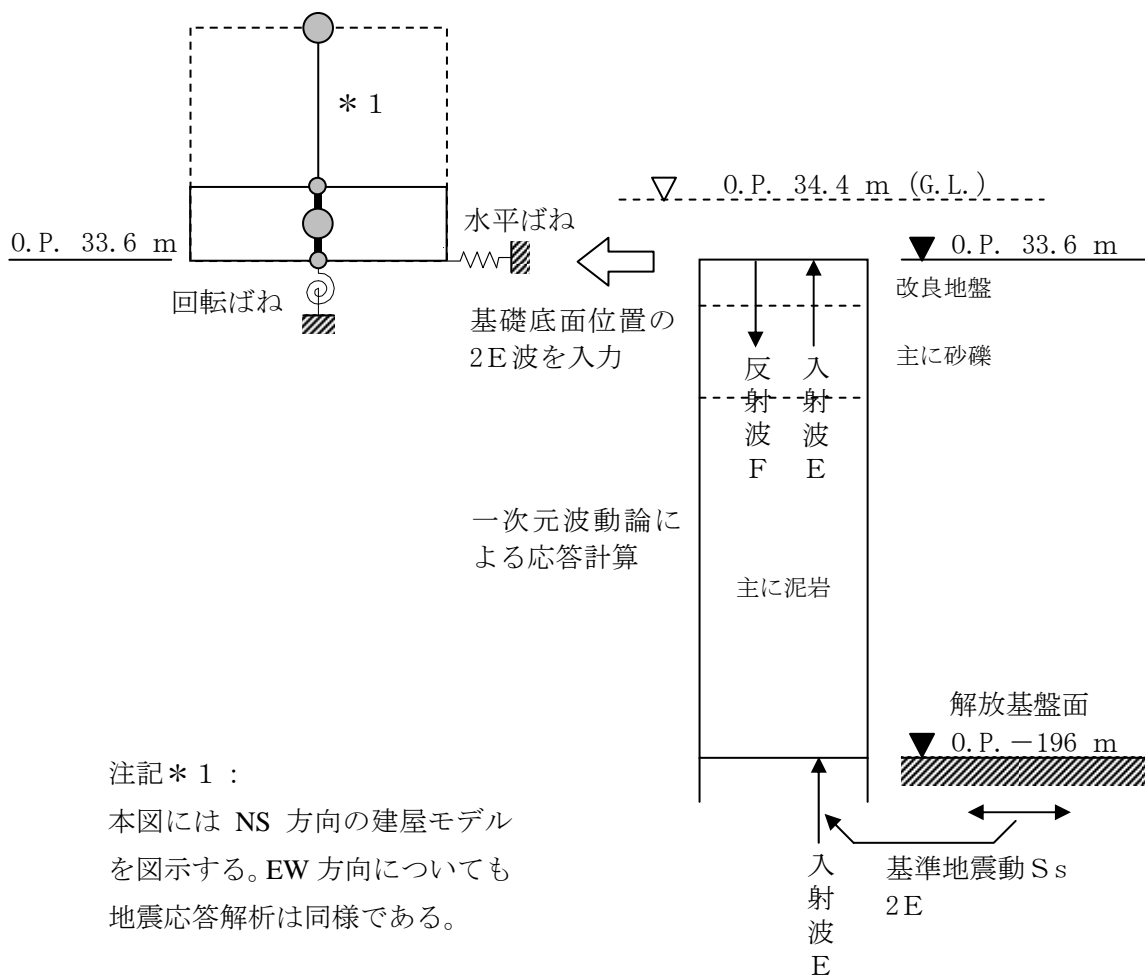 ＊1
O.P. 34.4 m (G.L.)
水平ばね
O.P. 33.6 m
O.P. 33.6 m
回転ばね
改良地盤
基礎底面位置の
2E波を入力
主に砂礫
反射波F
入射波E
一次元波動論に
よる応答計算
主に泥岩
解放基盤面
O.P.－196 m
注記＊1：
本図には NS 方向の建屋モデル
を図示する。EW 方向についても
地震応答解析は同様である。
入射波E
基準地震動Ｓｓ
2E